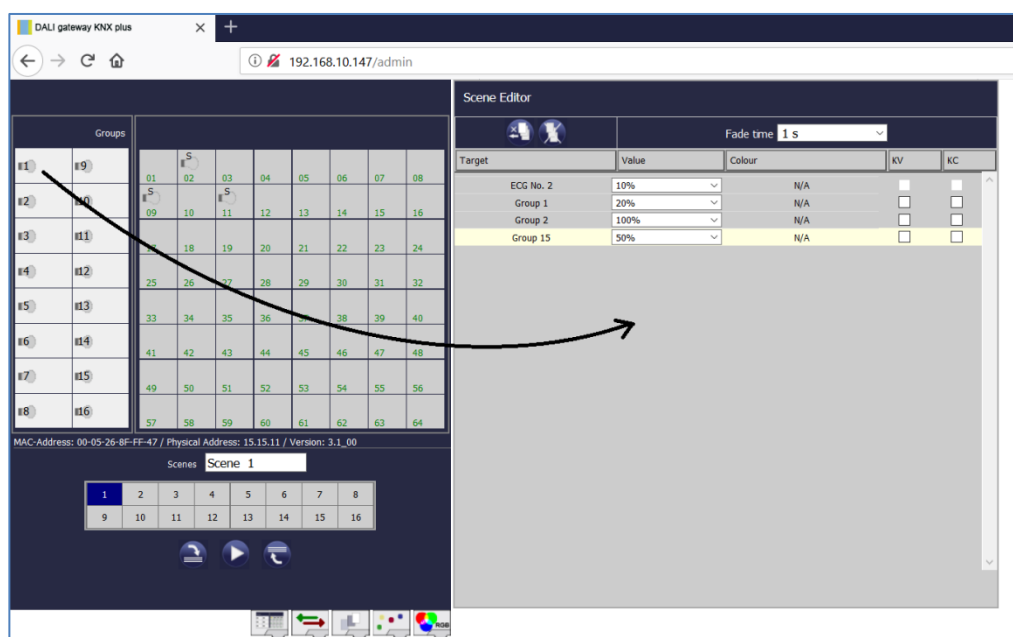 DALI gateway KNX plus
192.168.10.147/admin
Scene Editor
Groups
Fade time 1 s
Target Value Colour KV KC
ECG No. 2 10% N/A
Group 1 20% N/A
Group 2 100% N/A
Group 15 50% N/A
1 9
2 10
3 11
4 12
5 13
6 14
7 15
8 16
S
01 02 03 04 05 06 07 08
S S
09 10 11 12 13 14 15 16
17 18 19 20 21 22 23 24
25 26 27 28 29 30 31 32
33 34 35 36 37 38 39 40
41 42 43 44 45 46 47 48
49 50 51 52 53 54 55 56
57 58 59 60 61 62 63 64
MAC-Address: 00-05-26-8F-FF-47 / Physical Address: 15.15.11 / Version: 3.1_00
Scenes Scene 1
1 2 3 4 5 6 7 8
9 10 11 12 13 14 15 16
RGB